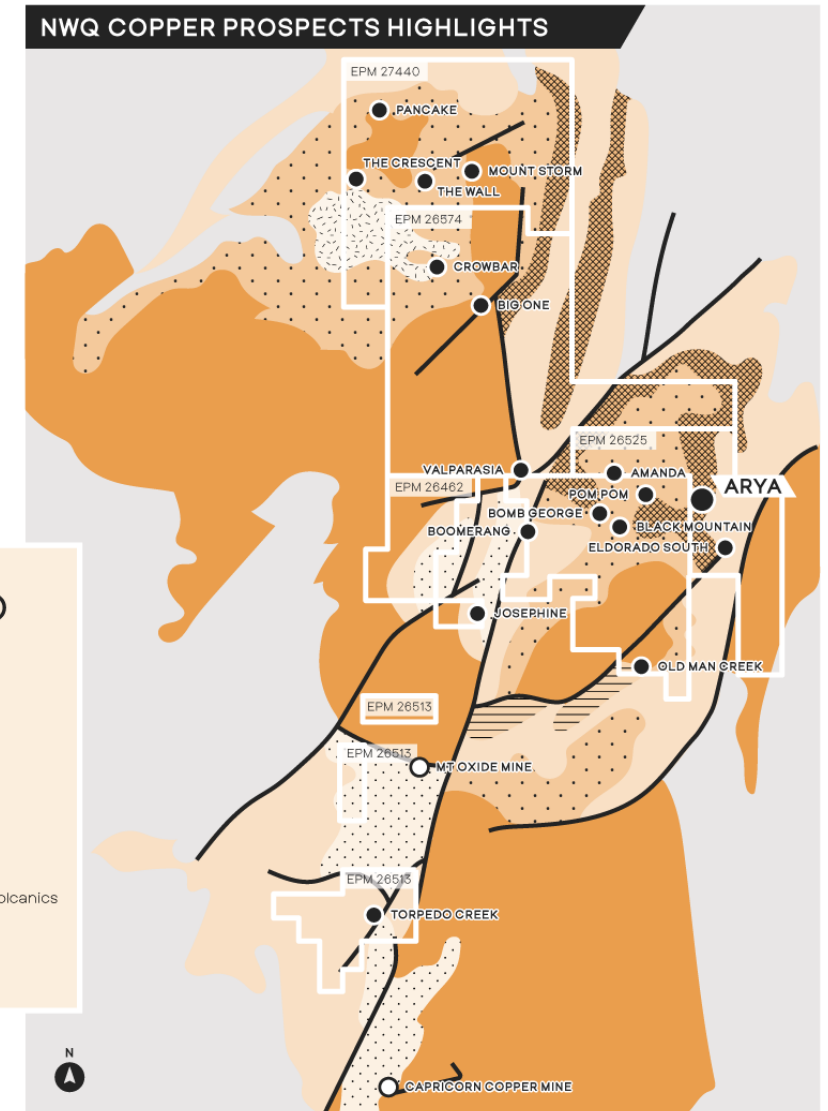 NWQ COPPER PROSPECTS HIGHLIGHTS
EPM 27440
PANCAKE
THE CRESCENT
MOUNT STORM
THE WALL
EPM 26574
CROWBAR
BIG ONE
EPM 26525
VALPARASIA
AMANDA
EPM 26462
POM POM
ARYA
BOMB GEORGE
BOOMERANG
BLACK MOUNTAIN
ELDORADO SOUTH
JOSEPHINE
OLD MAN CREEK
EPM 26513
EPM 26513
MT OXIDE MINE
EPM 26513
olcanics
TORPEDO CREEK
N
CAPRICORN COPPER MINE